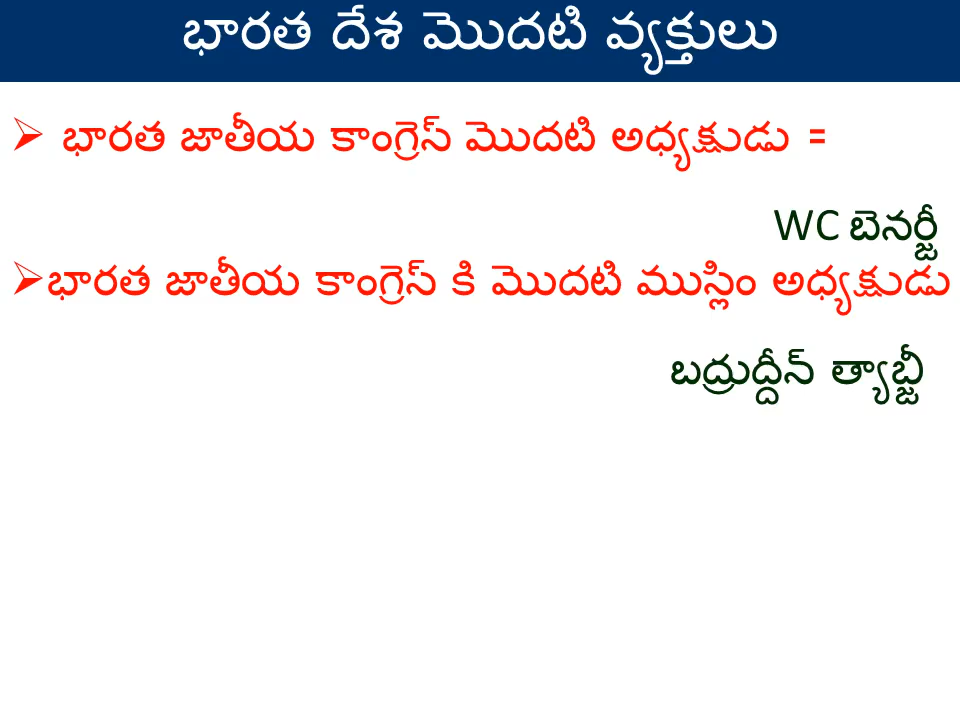 భారత దేశ మొదటి వ్యక్తులు
➢ భారత జాతీయ కాంగ్రెస్ మొదటి అధ్యక్షుడు =
WC బెనర్జీ
➢భారత జాతీయ కాంగ్రెస్ కి మొదటి ముస్లిం అధ్యక్షుడు
బద్రుద్దీన్ త్యాబ్జీ